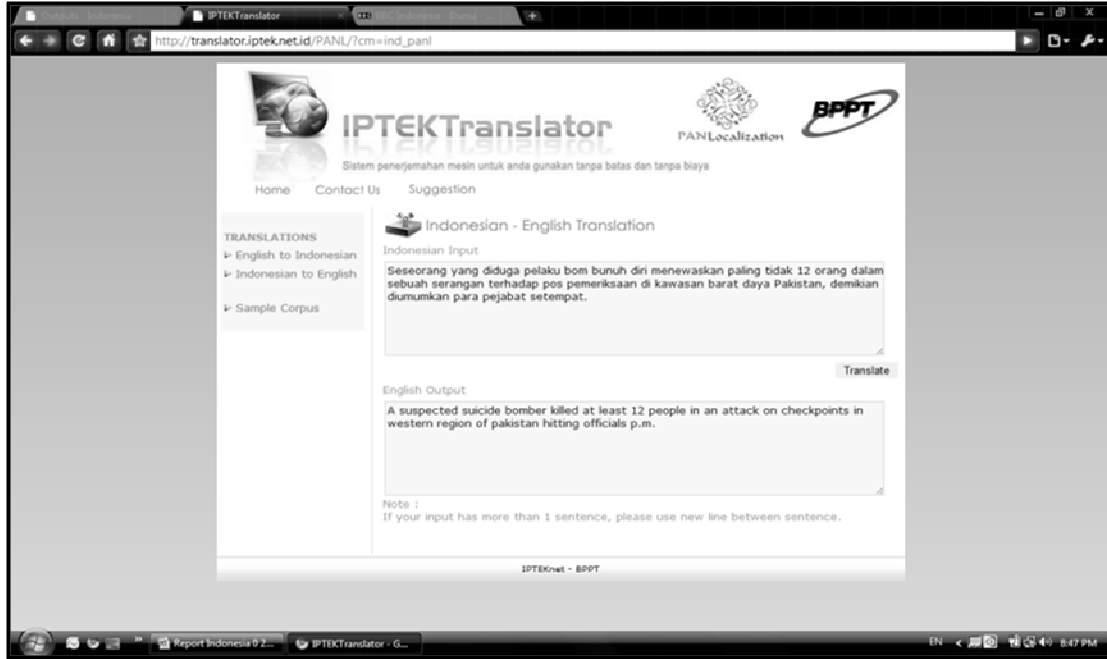 Outputs - Indonesia
IPTEKTranslator
BBC Indonesia - Dunia - ...
http://translator.iptek.net.id/PANL/?cm=ind_panl
IPTEKTranslator
PANLocalization
BPPT
Sistem penerjemahan mesin untuk anda gunakan tanpa batas dan tanpa biaya
Home Contact Us Suggestion
TRANSLATIONS
English to Indonesian
Indonesian to English
Sample Corpus
Indonesian - English Translation
Indonesian Input
Seseorang yang diduga pelaku bom bunuh diri menewaskan paling tidak 12 orang dalam
sebuah serangan terhadap pos pemeriksaan di kawasan barat daya Pakistan, demikian
diumumkan para pejabat setempat.
Translate
English Output
A suspected suicide bomber killed at least 12 people in an attack on checkpoints in
western region of pakistan hitting officials p.m.
Note :
If your input has more than 1 sentence, please use new line between sentence.
IPTEKnet - BPPT
Report Indonesia 0 2... IPTEKTranslator - G... EN 8:47 PM